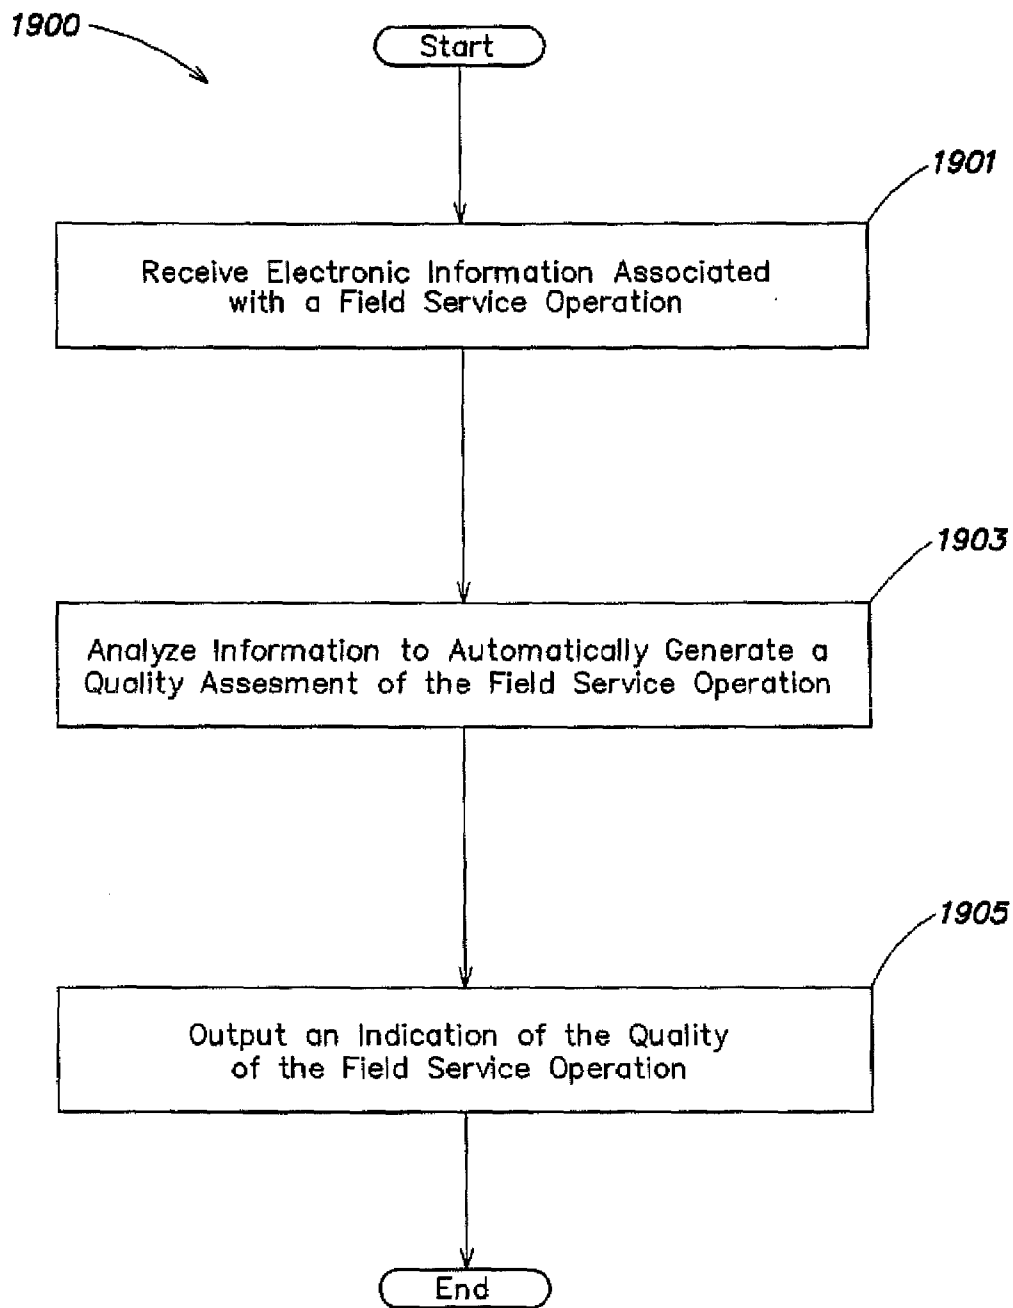 1900
Start
1901
Receive Electronic Information Associated
with a Field Service Operation
1903
Analyze Information to Automatically Generate a
Quality Assesment of the Field Service Operation
1905
Output an Indication of the Quality
of the Field Service Operation
End